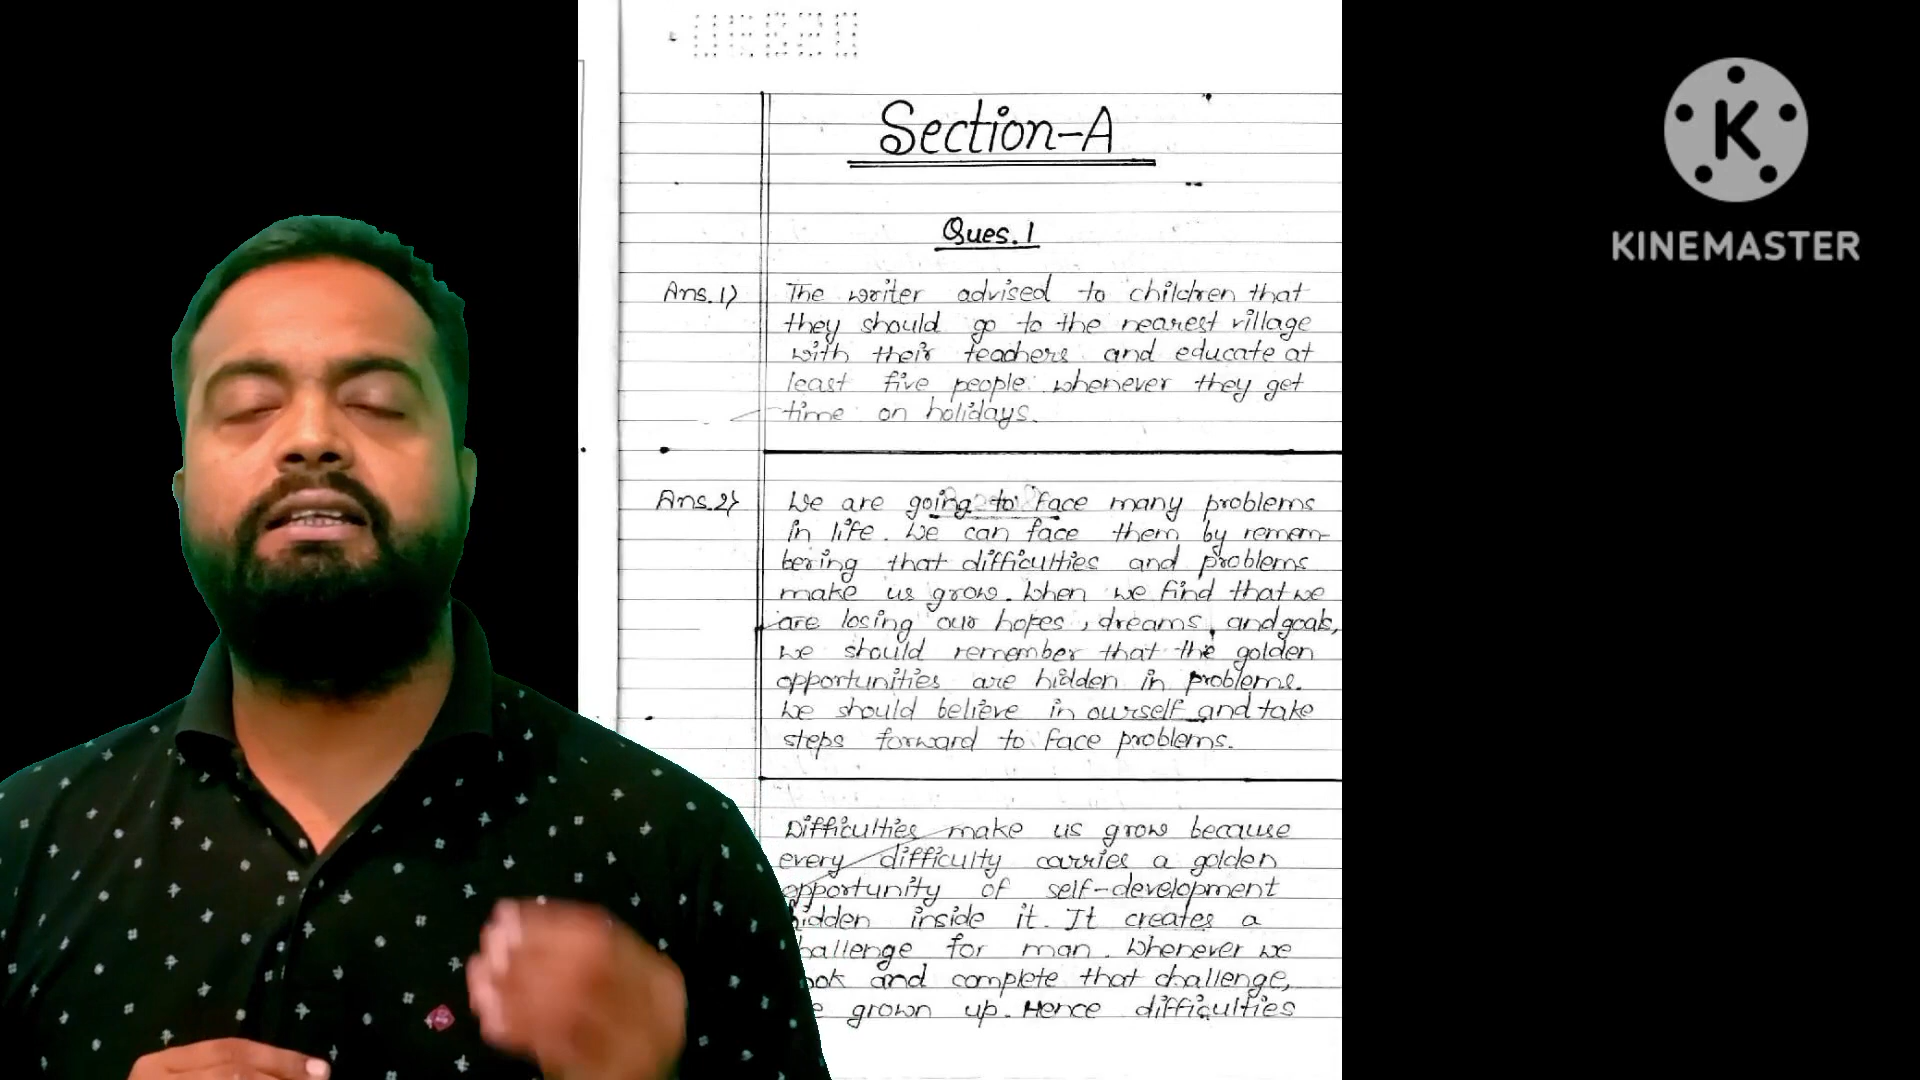 Section-A
Ques. 1
Ans. 1) The writer advised to children that
they should go to the nearest village
with their teachers and educate at
least five people whenever they get
time on holidays.
Ans. 2) We are going to face many problems
in life. We can face them by remem-
bering that difficulties and problems
make us grow. When we find that we
are losing our hopes, dreams, and goals,
we should remember that the golden
opportunities are hidden in problems.
We should believe in ourself and take
steps forward to face problems.
Difficulties make us grow because
every difficulty carries a golden
opportunity of self-development
hidden inside it. It creates a
challenge for man. Whenever we
and complete that challenge,
grown up. Hence difficulties
K
KINEMASTER